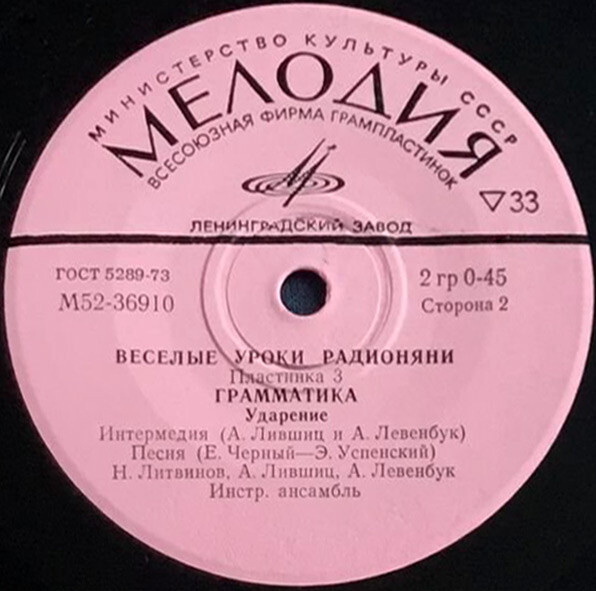 МИНИСТЕРСТВО КУЛЬТУРЫ СССР
МЕЛОДИЯ
ВСЕСОЮЗНАЯ ФИРМА ГРАМПЛАСТИНОК
▽33
ЛЕНИНГРАДСКИЙ ЗАВОД
ГОСТ 5289-73
2 гр 0-45
М52-36910
Сторона 2
ВЕСЕЛЫЕ УРОКИ РАДИОНЯНИ
Пластинка 3
ГРАММАТИКА
Ударение
Интермедия (А. Лившиц и А. Левенбук)
Песня (Е. Черный—Э. Успенский)
Н. Литвинов, А. Лившиц, А. Левенбук
Инстр. ансамбль